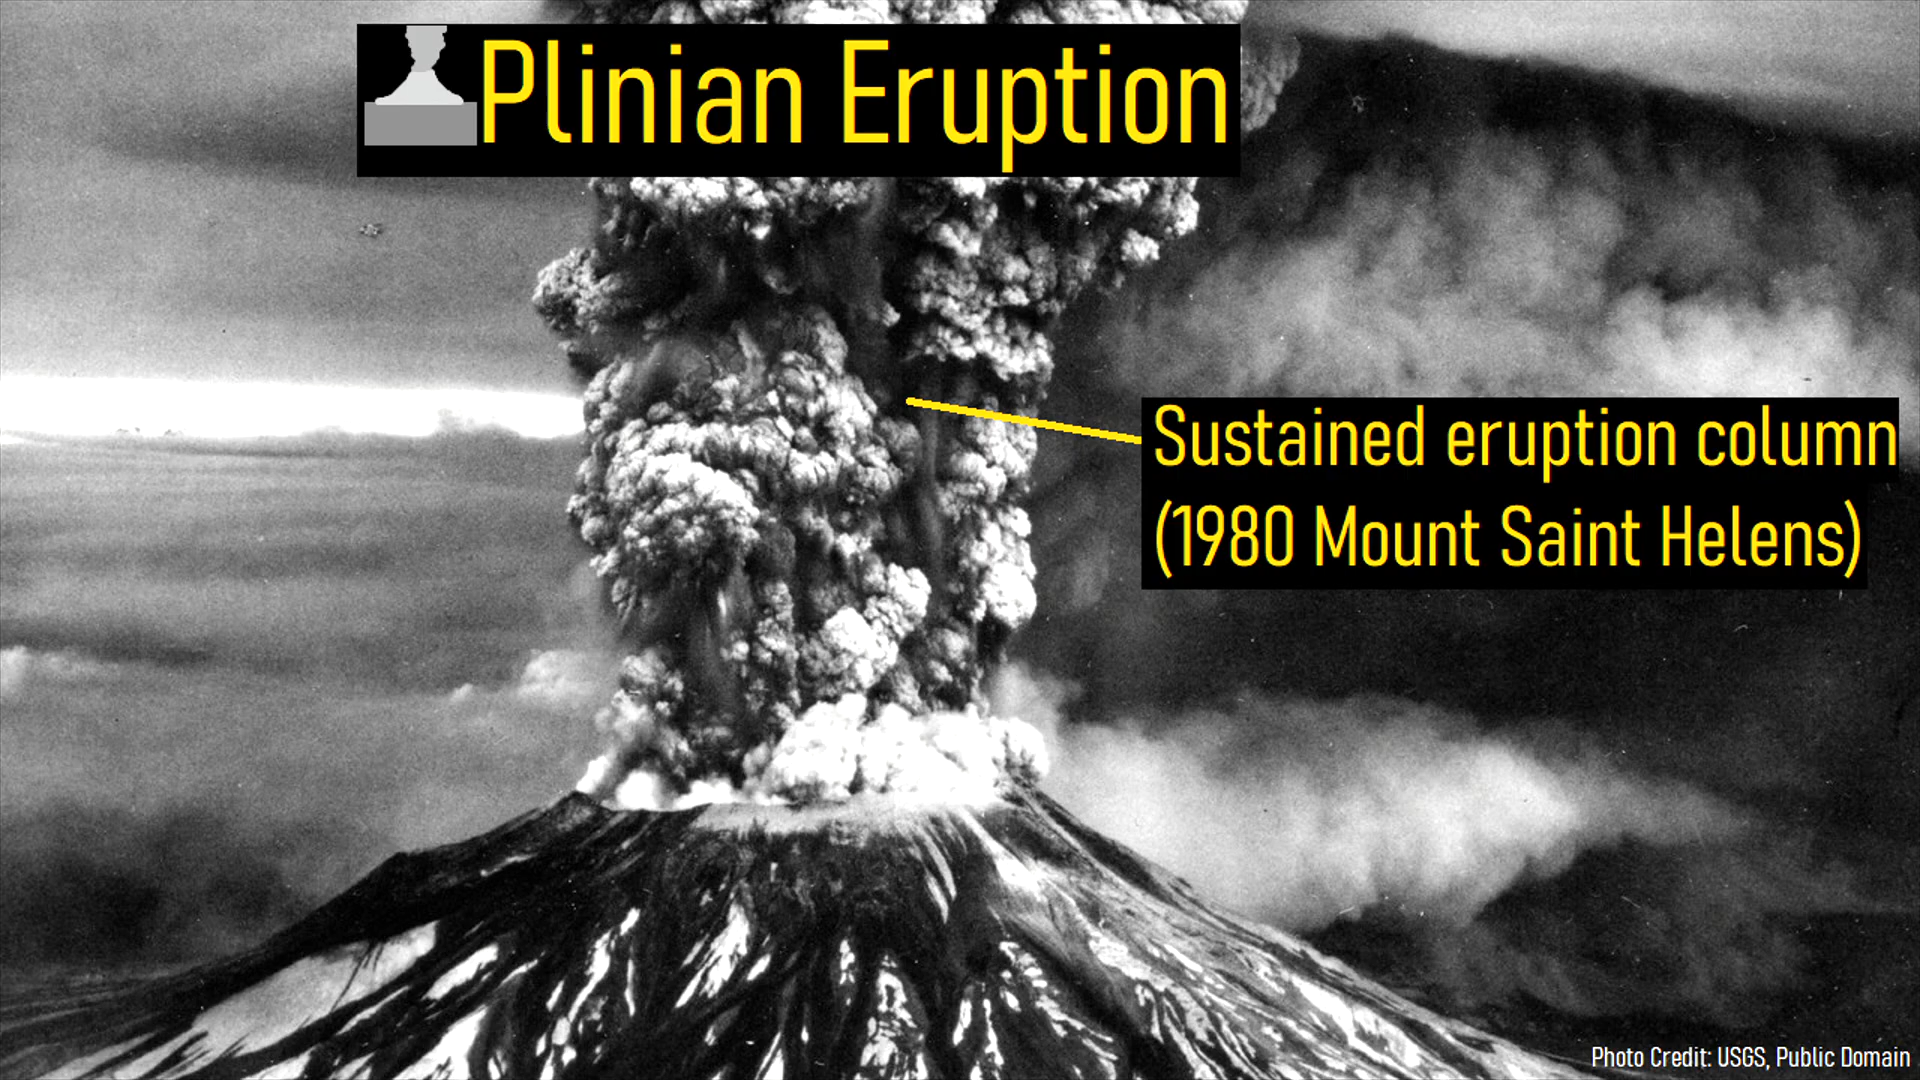 Plinian Eruption
Sustained eruption column
(1980 Mount Saint Helens)
Photo Credit: USGS, Public Domain